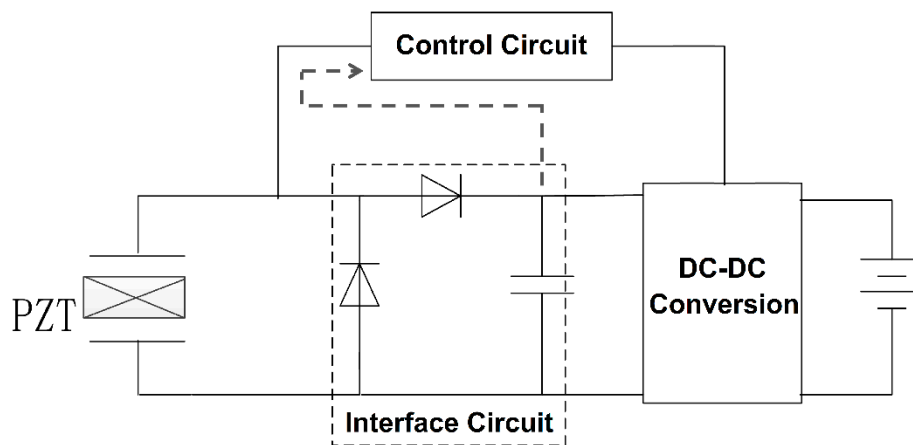 Control Circuit
DC-DC
Conversion
PZT
Interface Circuit